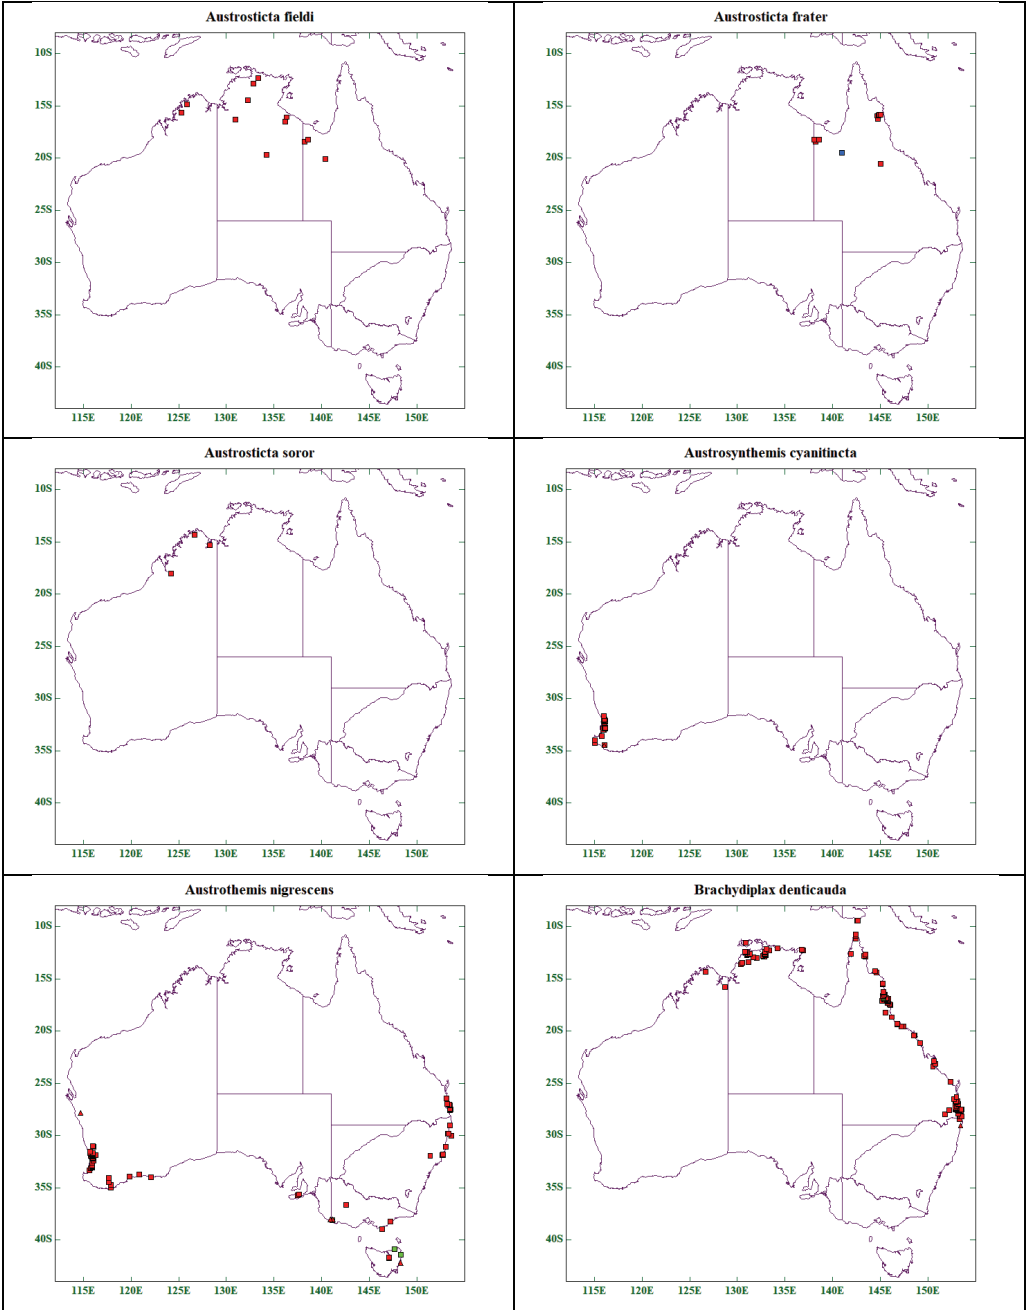 Austrosticta fieldi
10S
15S
20S
25S
30S
35S
40S
115E 120E 125E 130E 135E 140E 145E 150E
Austrosticta frater
10S
15S
20S
25S
30S
35S
40S
115E 120E 125E 130E 135E 140E 145E 150E
Austrosticta soror
10S
15S
20S
25S
30S
35S
40S
115E 120E 125E 130E 135E 140E 145E 150E
Austrosynthemis cyanitincta
10S
15S
20S
25S
30S
35S
40S
115E 120E 125E 130E 135E 140E 145E 150E
Austrothemis nigrescens
10S
15S
20S
25S
30S
35S
40S
115E 120E 125E 130E 135E 140E 145E 150E
Brachydiplax denticauda
10S
15S
20S
25S
30S
35S
40S
115E 120E 125E 130E 135E 140E 145E 150E